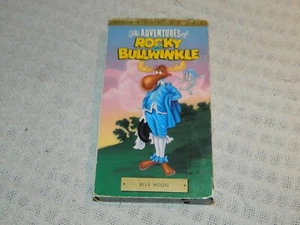 The ADVENTURES of
ROCKY
BULLWINKLE
BLUE MOOSE